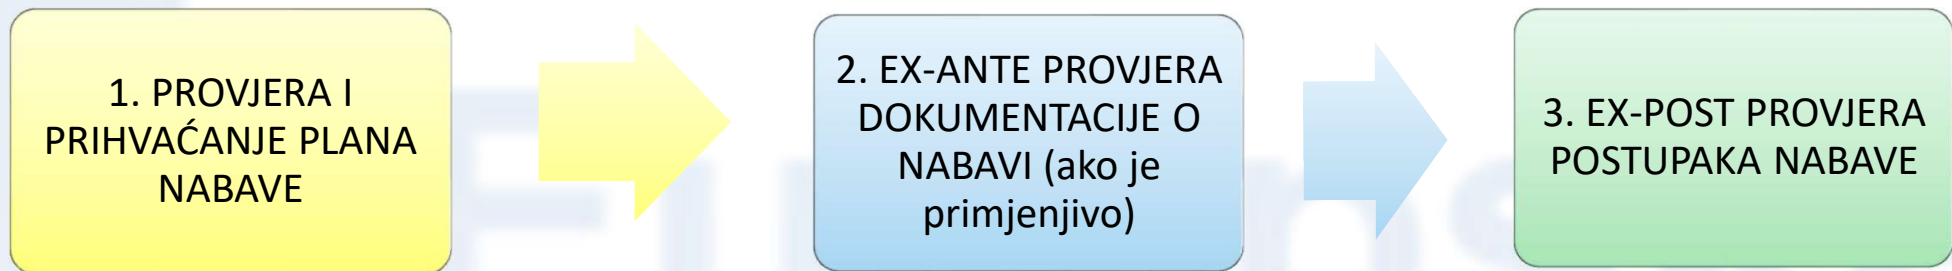 1. PROVJERA I
PRIHVAĆANJE PLANA
NABAVE
2. EX-ANTE PROVJERA
DOKUMENTACIJE O
NABAVI (ako je
primjenjivo)
3. EX-POST PROVJERA
POSTUPAKA NABAVE